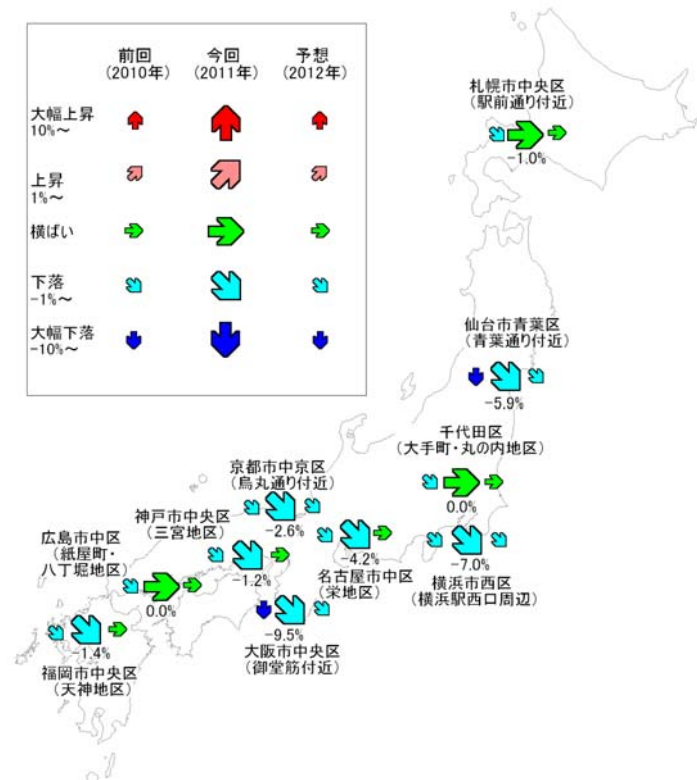 前回
(2010年)
今回
(2011年)
予想
(2012年)
大幅上昇
10%～
上昇
1%～
横ばい
下落
-1%～
大幅下落
-10%～
札幌市中央区
(駅前通り付近)
-1.0%
仙台市青葉区
(青葉通り付近)
-5.9%
千代田区
(大手町・丸の内地区)
0.0%
京都市中京区
(烏丸通り付近)
-2.6%
神戸市中央区
(三宮地区)
-1.2%
広島市中区
(紙屋町・
八丁堀地区)
0.0%
-4.2%
名古屋市中区
(栄地区)
-7.0%
横浜市西区
(横浜駅西口周辺)
-9.5%
大阪市中央区
(御堂筋付近)
-1.4%
福岡市中央区
(天神地区)